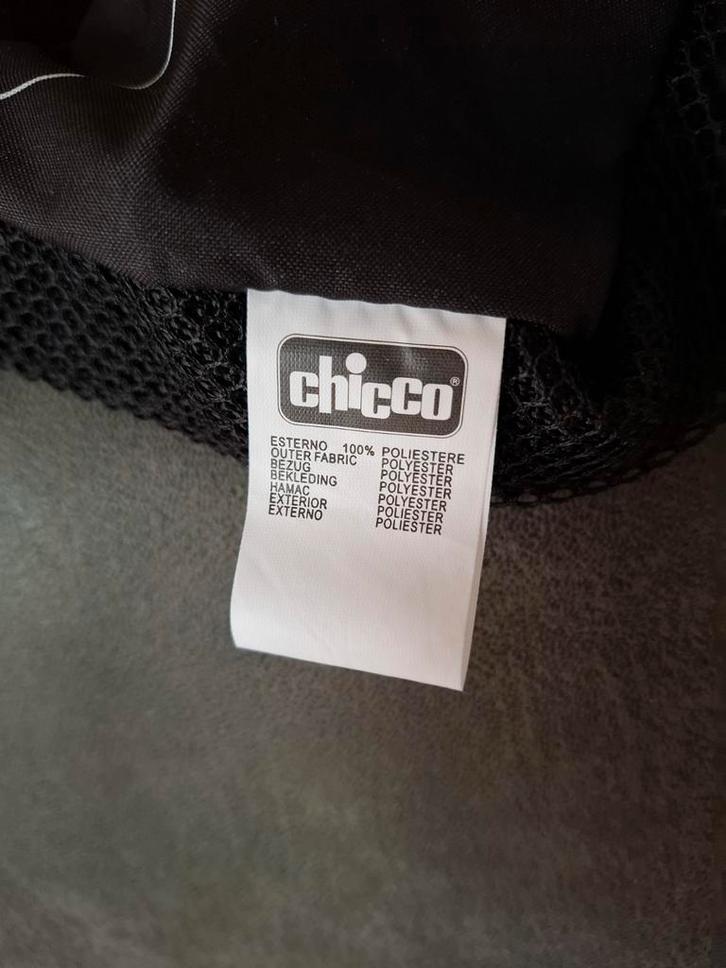 chicco®
ESTERNO 100% POLIESTERE
OUTER FABRIC POLYESTER
BEZUG POLYESTER
BEKLEDING POLYESTER
HAMAC POLYESTER
EXTERIOR POLIESTER
EXTERNO POLIESTER